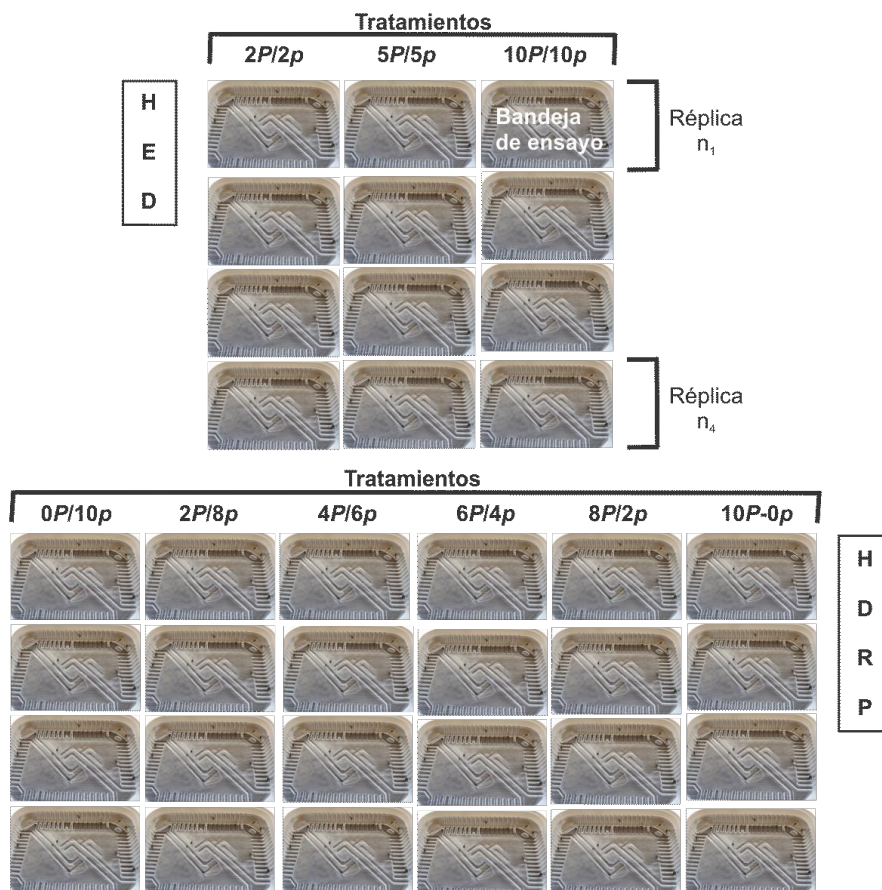 Tratamientos
2P/2p 5P/5p 10P/10p
H
E
D
Bandeja
de ensayo
Réplica
n₁
Réplica
n₄
Tratamientos
0P/10p 2P/8p 4P/6p 6P/4p 8P/2p 10P-0p
H
D
R
P